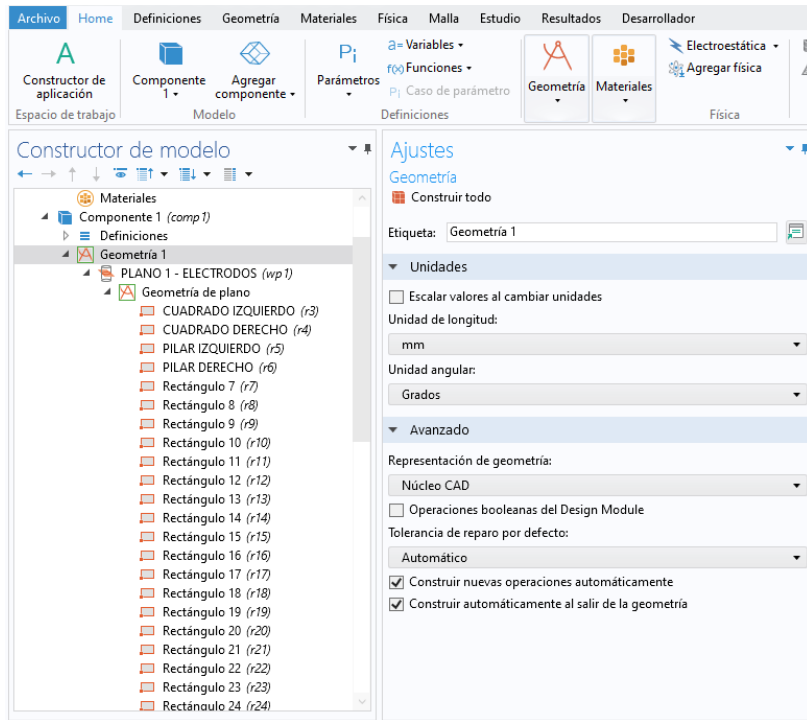 Archivo Home Definiciones Geometría Materiales Física Malla Estudio Resultados Desarrollador
A
Constructor de aplicación
Componente 1
Agregar componente
Pi
Parámetros
a= Variables
f(x) Funciones
Pi Caso de parámetro
Geometría
Materiales
Electroestática
Agregar física
Espacio de trabajo Modelo Definiciones Física
Constructor de modelo
Materiales
Componente 1 (comp1)
Definiciones
Geometría 1
PLANO 1 - ELECTRODOS (wp1)
Geometría de plano
CUADRADO IZQUIERDO (r3)
CUADRADO DERECHO (r4)
PILAR IZQUIERDO (r5)
PILAR DERECHO (r6)
Rectángulo 7 (r7)
Rectángulo 8 (r8)
Rectángulo 9 (r9)
Rectángulo 10 (r10)
Rectángulo 11 (r11)
Rectángulo 12 (r12)
Rectángulo 13 (r13)
Rectángulo 14 (r14)
Rectángulo 15 (r15)
Rectángulo 16 (r16)
Rectángulo 17 (r17)
Rectángulo 18 (r18)
Rectángulo 19 (r19)
Rectángulo 20 (r20)
Rectángulo 21 (r21)
Rectángulo 22 (r22)
Rectángulo 23 (r23)
Rectángulo 24 (r24)
Ajustes
Geometría
Construir todo
Etiqueta: Geometría 1
Unidades
Escalar valores al cambiar unidades
Unidad de longitud:
mm
Unidad angular:
Grados
Avanzado
Representación de geometría:
Núcleo CAD
Operaciones booleanas del Design Module
Tolerancia de reparo por defecto:
Automático
Construir nuevas operaciones automáticamente
Construir automáticamente al salir de la geometría